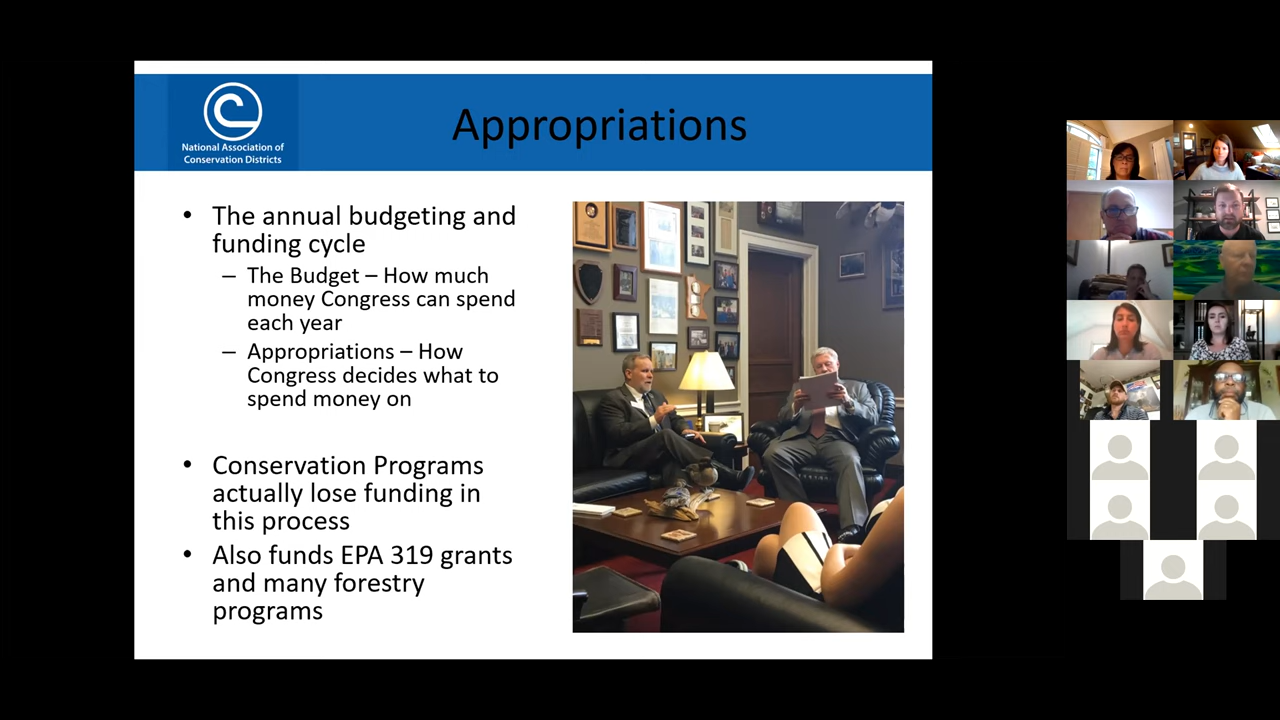 Appropriations
National Association of
Conservation Districts
• The annual budgeting and
funding cycle
– The Budget – How much
money Congress can spend
each year
– Appropriations – How
Congress decides what to
spend money on
• Conservation Programs
actually lose funding in
this process
• Also funds EPA 319 grants
and many forestry
programs